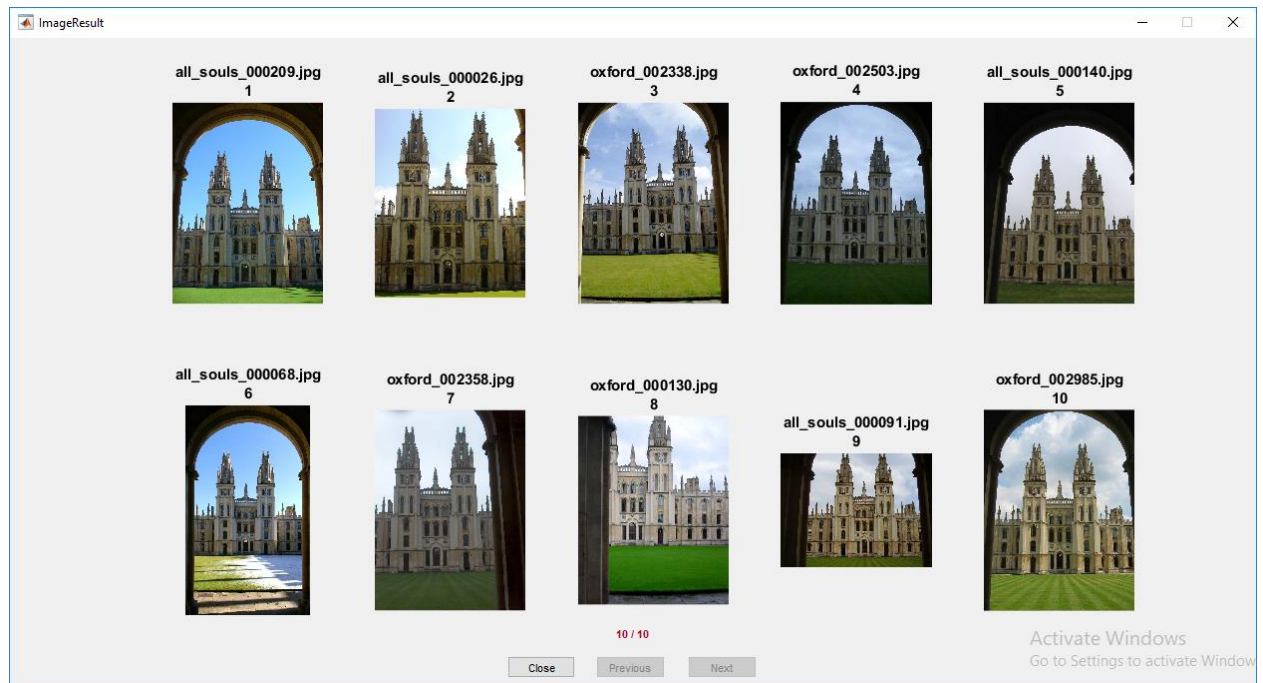 ImageResult
all_souls_000209.jpg
1
all_souls_000026.jpg
2
oxford_002338.jpg
3
oxford_002503.jpg
4
all_souls_000140.jpg
5
all_souls_000068.jpg
6
oxford_002358.jpg
7
oxford_000130.jpg
8
all_souls_000091.jpg
9
oxford_002985.jpg
10
10 / 10
Close
Previous
Next
Activate Windows
Go to Settings to activate Window